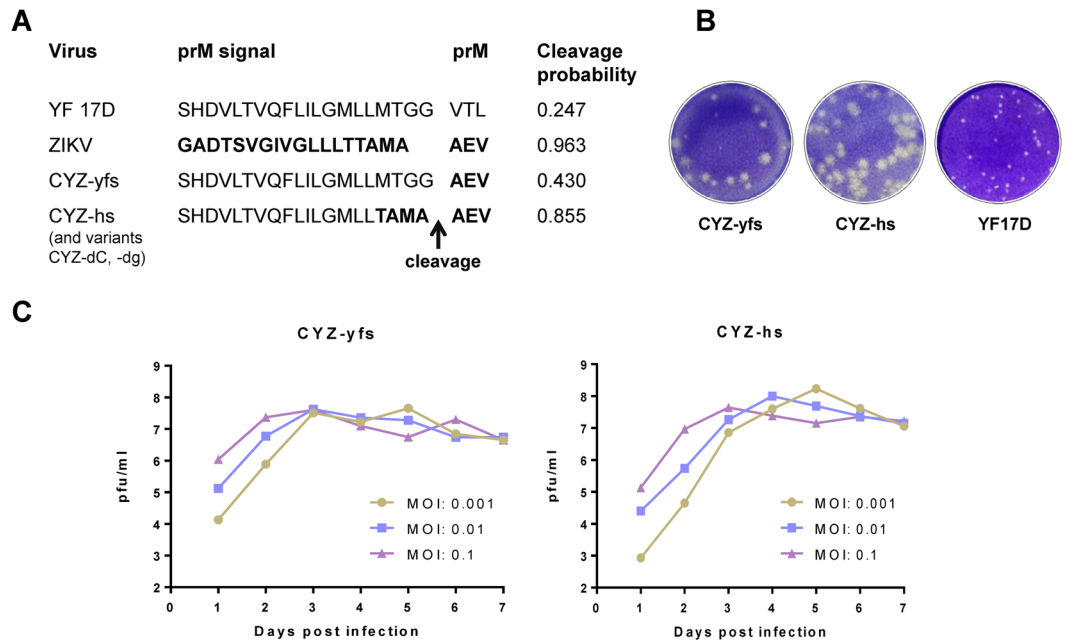 A
Virus prM signal prM Cleavage probability
YF 17D SHDVLTVQFLILGMLLMTGG VTL 0.247
ZIKV GADTSVGIVGLLLTTAMA AEV 0.963
CYZ-yfs SHDVLTVQFLILGMLLMTGG AEV 0.430
CYZ-hs SHDVLTVQFLILGMLLTAMA AEV 0.855
(and variants
CYZ-dC, -dg)
cleavage
B
CYZ-yfs CYZ-hs YF17D
C
CYZ-yfs
pfu/ml
9
8
7
6
5
4
3
2
0 1 2 3 4 5 6 7
Days post infection
MOI: 0.001
MOI: 0.01
MOI: 0.1
CYZ-hs
pfu/ml
9
8
7
6
5
4
3
2
0 1 2 3 4 5 6 7
Days post infection
MOI: 0.001
MOI: 0.01
MOI: 0.1